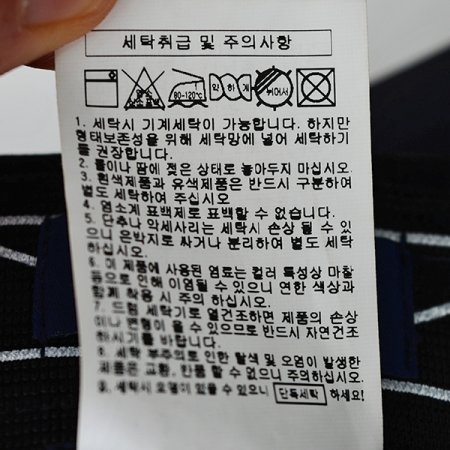 세탁취급 및 주의사항
80-120℃
약 하 게
뉘어서
1. 세탁시 기계세탁이 가능합니다. 하지만
형태보존성을 위해 세탁망에 넣어 세탁하기
를 권장합니다.
2. 물이나 땀에 젖은 상태로 놓아두지 마십시오.
3. 흰색제품과 유색제품은 반드시 구분하여
별도 세탁하여 주십시오
4. 염소계 표백제로 표백할 수 없습니다.
5. 단추나 악세사리는 세탁시 손상 될 수 있
으니 은박지로 싸거나 분리하여 별도 세탁
하십시오.
6. 이 제품에 사용된 염료는 컬러 특성상 마찰
등으로 인해 이염될 수 있으니 연한 색상과
함께 착용 시 주의 하십시오.
7. 드럼 세탁기로 열건조하면 제품의 손상
이나 변형이 올 수 있으므로 반드시 자연건조
하시기를 바랍니다.
8. 세탁 부주의로 인한 탈색 및 오염이 발생한
제품은 교환, 반품 할 수 없으니 주의하십시오.
9. 세탁시 오염이 있을 수 있으니 단독세탁 하세요!